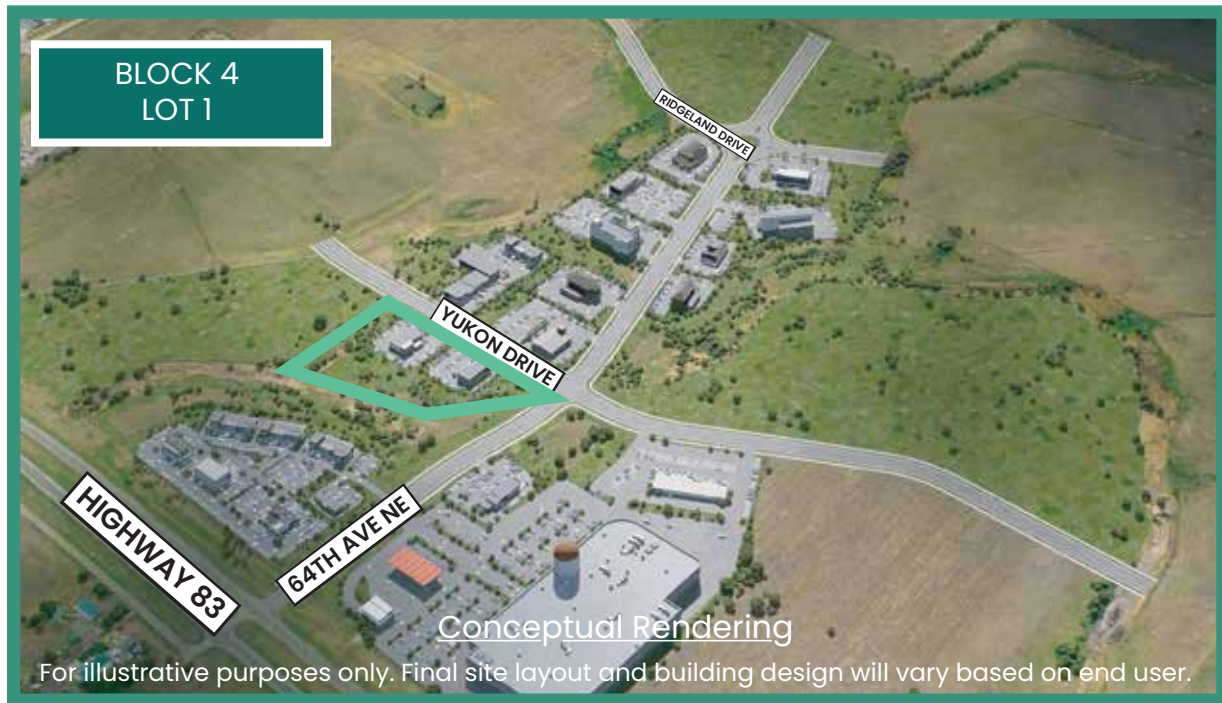 BLOCK 4
LOT 1
RIDGELAND DRIVE
YUKON DRIVE
HIGHWAY 83
64TH AVE NE
Conceptual Rendering
For illustrative purposes only. Final site layout and building design will vary based on end user.